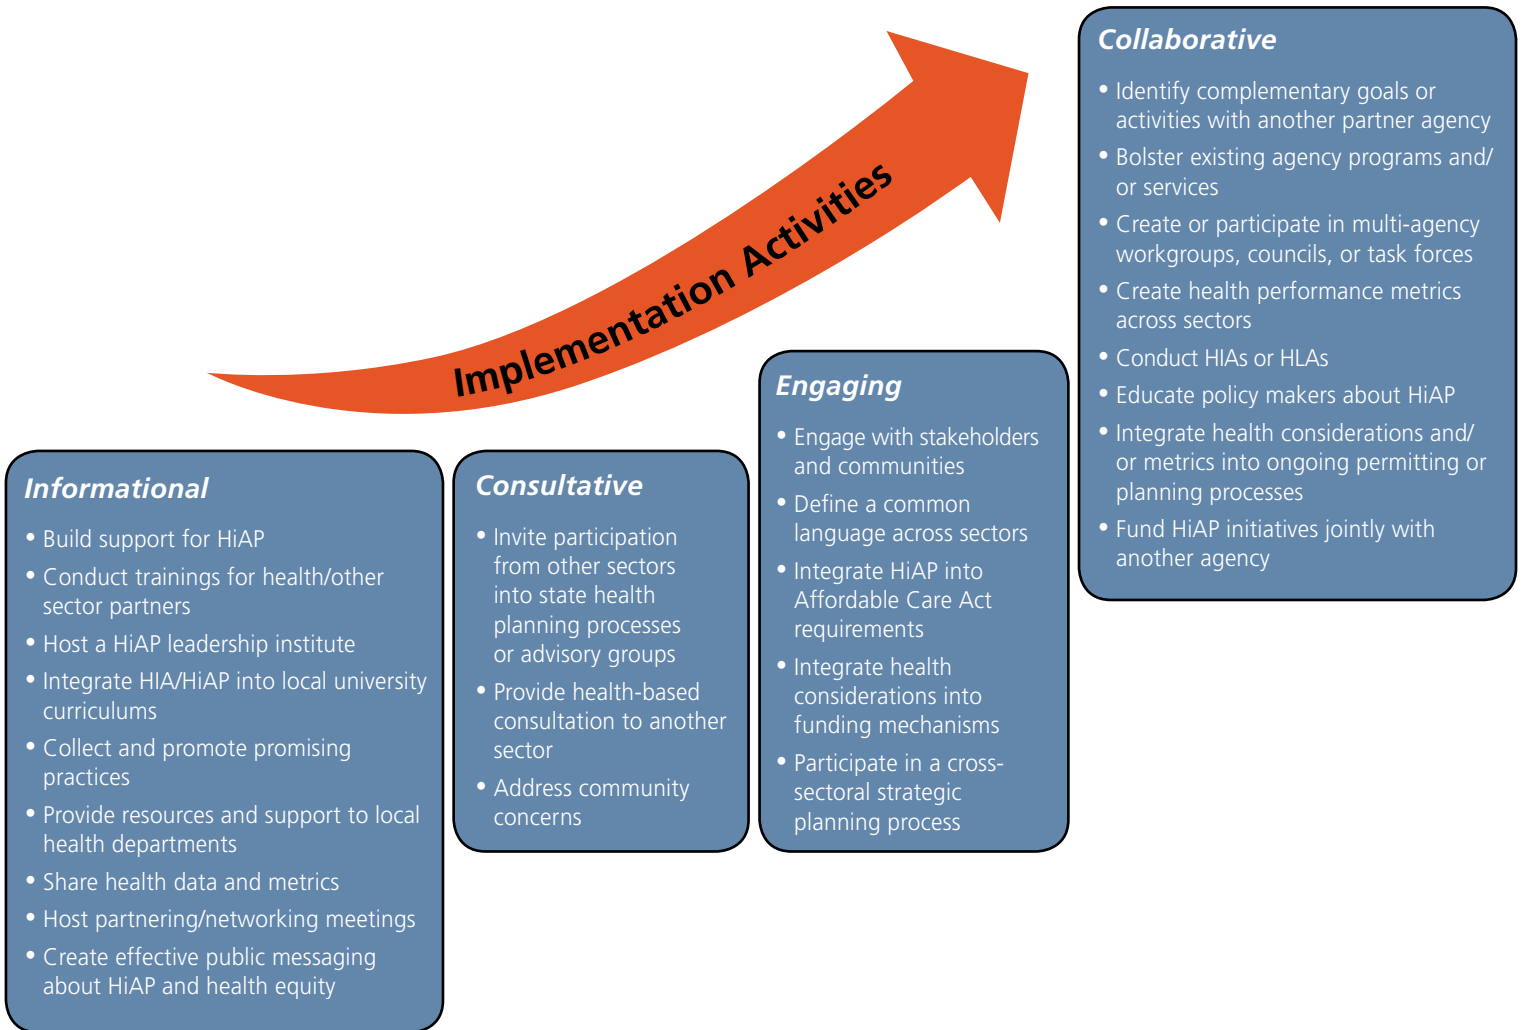 Implementation Activities
Informational
• Build support for HiAP
• Conduct trainings for health/other
sector partners
• Host a HiAP leadership institute
• Integrate HIA/HiAP into local university
curriculums
• Collect and promote promising
practices
• Provide resources and support to local
health departments
• Share health data and metrics
• Host partnering/networking meetings
• Create effective public messaging
about HiAP and health equity
Consultative
• Invite participation
from other sectors
into state health
planning processes
or advisory groups
• Provide health-based
consultation to another
sector
• Address community
concerns
Engaging
• Engage with stakeholders
and communities
• Define a common
language across sectors
• Integrate HiAP into
Affordable Care Act
requirements
• Integrate health
considerations into
funding mechanisms
• Participate in a cross-
sectoral strategic
planning process
Collaborative
• Identify complementary goals or
activities with another partner agency
• Bolster existing agency programs and/
or services
• Create or participate in multi-agency
workgroups, councils, or task forces
• Create health performance metrics
across sectors
• Conduct HIAs or HLAs
• Educate policy makers about HiAP
• Integrate health considerations and/
or metrics into ongoing permitting or
planning processes
• Fund HiAP initiatives jointly with
another agency